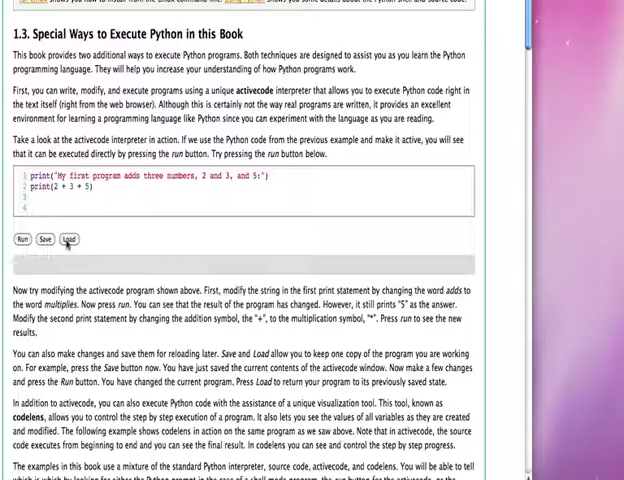 1.3. Special Ways to Execute Python in this Book
This book provides two additional ways to execute Python programs. Both techniques are designed to assist you as you learn the Python
programming language. They will help you increase your understanding of how Python programs work.
First, you can write, modify, and execute programs using a unique activecode interpreter that allows you to execute Python code right in
the text itself (right from the web browser). Although this is certainly not the way real programs are written, it provides an excellent
environment for learning a programming language like Python since you can experiment with the language as you are reading.
Take a look at the activecode interpreter in action. If we use the Python code from the previous example and make it active, you will see
that it can be executed directly by pressing the run button. Try pressing the run button below.
1 print("My first program adds three numbers, 2 and 3, and 5:")
2 print(2 + 3 + 5)
3
4
Run Save Load
Now try modifying the activecode program shown above. First, modify the string in the first print statement by changing the word adds to
the word multiplies. Now press run. You can see that the result of the program has changed. However, it still prints "5" as the answer.
Modify the second print statement by changing the addition symbol, the "+", to the multiplication symbol, "*". Press run to see the new
results.
You can also make changes and save them for reloading later. Save and Load allow you to keep one copy of the program you are working
on. For example, press the Save button now. You have just saved the current contents of the activecode window. Now make a few changes
and press the Run button. You have changed the current program. Press Load to return your program to its previously saved state.
In addition to activecode, you can also execute Python code with the assistance of a unique visualization tool. This tool, known as
codelens, allows you to control the step by step execution of a program. It also lets you see the values of all variables as they are created
and modified. The following example shows codelens in action on the same program as we saw above. Note that in activecode, the source
code executes from beginning to end and you can see the final result. In codelens you can see and control the step by step progress.
The examples in this book use a mixture of the standard Python interpreter, source code, activecode, and codelens. You will be able to tell